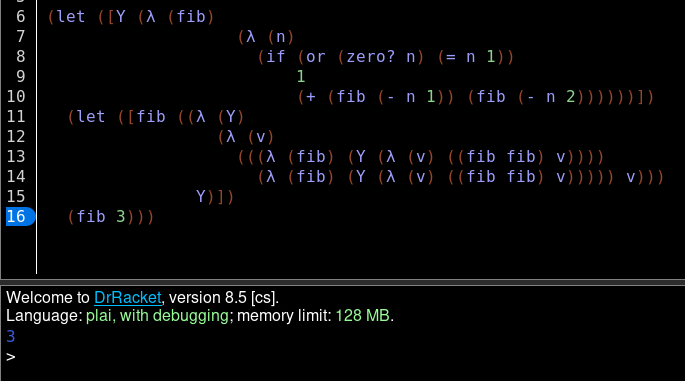 6 (let ([Y (λ (fib)
7 (λ (n)
8 (if (or (zero? n) (= n 1))
9 1
10 (+ (fib (- n 1)) (fib (- n 2))))))])
11 (let ([fib ((λ (Y)
12 (λ (v)
13 (((λ (fib) (Y (λ (v) ((fib fib) v))))
14 (λ (fib) (Y (λ (v) ((fib fib) v))))) v)))
15 Y)])
16 (fib 3)))
Welcome to DrRacket, version 8.5 [cs].
Language: plai, with debugging; memory limit: 128 MB.
3
>